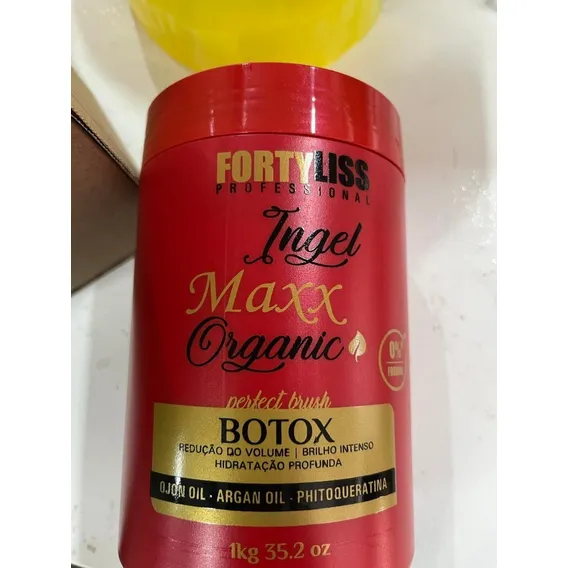 FORTYLISS
PROFESSIONAL
Ingel
Maxx
Organic
0%
perfect brush
BOTOX
REDUÇÃO DO VOLUME | BRILHO INTENSO
HIDRATAÇÃO PROFUNDA
OJON OIL · ARGAN OIL · PHITOQUERATINA
1kg 35.2 oz